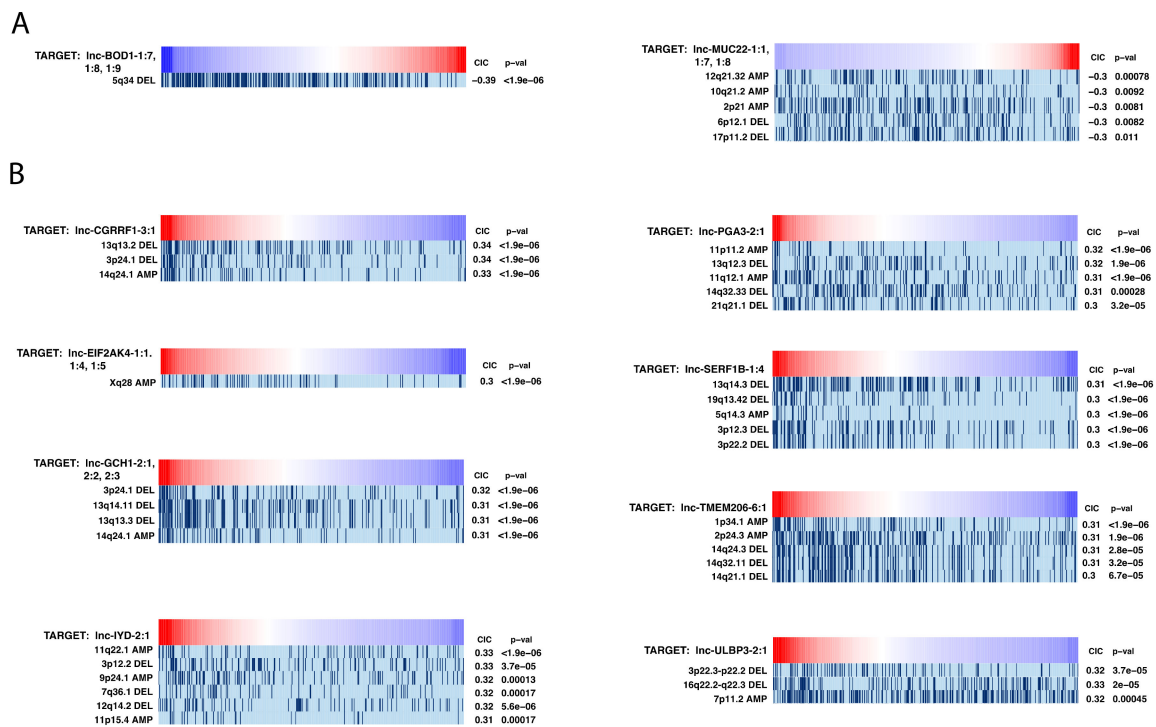 A
TARGET: lnc-BOD1-1:7,
1:8, 1:9
CIC p-val
5q34 DEL −0.39 <1.9e−06
TARGET: lnc-MUC22-1:1,
1:7, 1:8
CIC p-val
12q21.32 AMP −0.3 0.00078
10q21.2 AMP −0.3 0.0092
2p21 AMP −0.3 0.0081
6p12.1 DEL −0.3 0.0082
17p11.2 DEL −0.3 0.011
B
TARGET: lnc-CGRRF1-3:1
CIC p-val
13q13.2 DEL 0.34 <1.9e−06
3p24.1 DEL 0.34 <1.9e−06
14q24.1 AMP 0.33 <1.9e−06
TARGET: lnc-EIF2AK4-1:1.
1:4, 1:5
CIC p-val
Xq28 AMP 0.3 <1.9e−06
TARGET: lnc-GCH1-2:1,
2:2, 2:3
CIC p-val
3p24.1 DEL 0.32 <1.9e−06
13q14.11 DEL 0.31 <1.9e−06
13q13.3 DEL 0.31 <1.9e−06
14q24.1 AMP 0.31 <1.9e−06
TARGET: lnc-IYD-2:1
CIC p-val
11q22.1 AMP 0.33 <1.9e−06
3p12.2 DEL 0.33 3.7e−05
9p24.1 AMP 0.32 0.00013
7q36.1 DEL 0.32 0.00017
12q14.2 DEL 0.32 5.6e−06
11p15.4 AMP 0.31 0.00017
TARGET: lnc-PGA3-2:1
CIC p-val
11p11.2 AMP 0.32 <1.9e−06
13q12.3 DEL 0.32 1.9e−06
11q12.1 AMP 0.31 <1.9e−06
14q32.33 DEL 0.31 0.00028
21q21.1 DEL 0.3 3.2e−05
TARGET: lnc-SERF1B-1:4
CIC p-val
13q14.3 DEL 0.31 <1.9e−06
19q13.42 DEL 0.3 <1.9e−06
5q14.3 AMP 0.3 <1.9e−06
3p12.3 DEL 0.3 <1.9e−06
3p22.2 DEL 0.3 <1.9e−06
TARGET: lnc-TMEM206-6:1
CIC p-val
1p34.1 AMP 0.31 <1.9e−06
2p24.3 AMP 0.31 1.9e−06
14q24.3 DEL 0.31 2.8e−05
14q32.11 DEL 0.31 3.2e−05
14q21.1 DEL 0.3 6.7e−05
TARGET: lnc-ULBP3-2:1
CIC p-val
3p22.3-p22.2 DEL 0.32 3.7e−05
16q22.2-q22.3 DEL 0.33 2e−05
7p11.2 AMP 0.32 0.00045